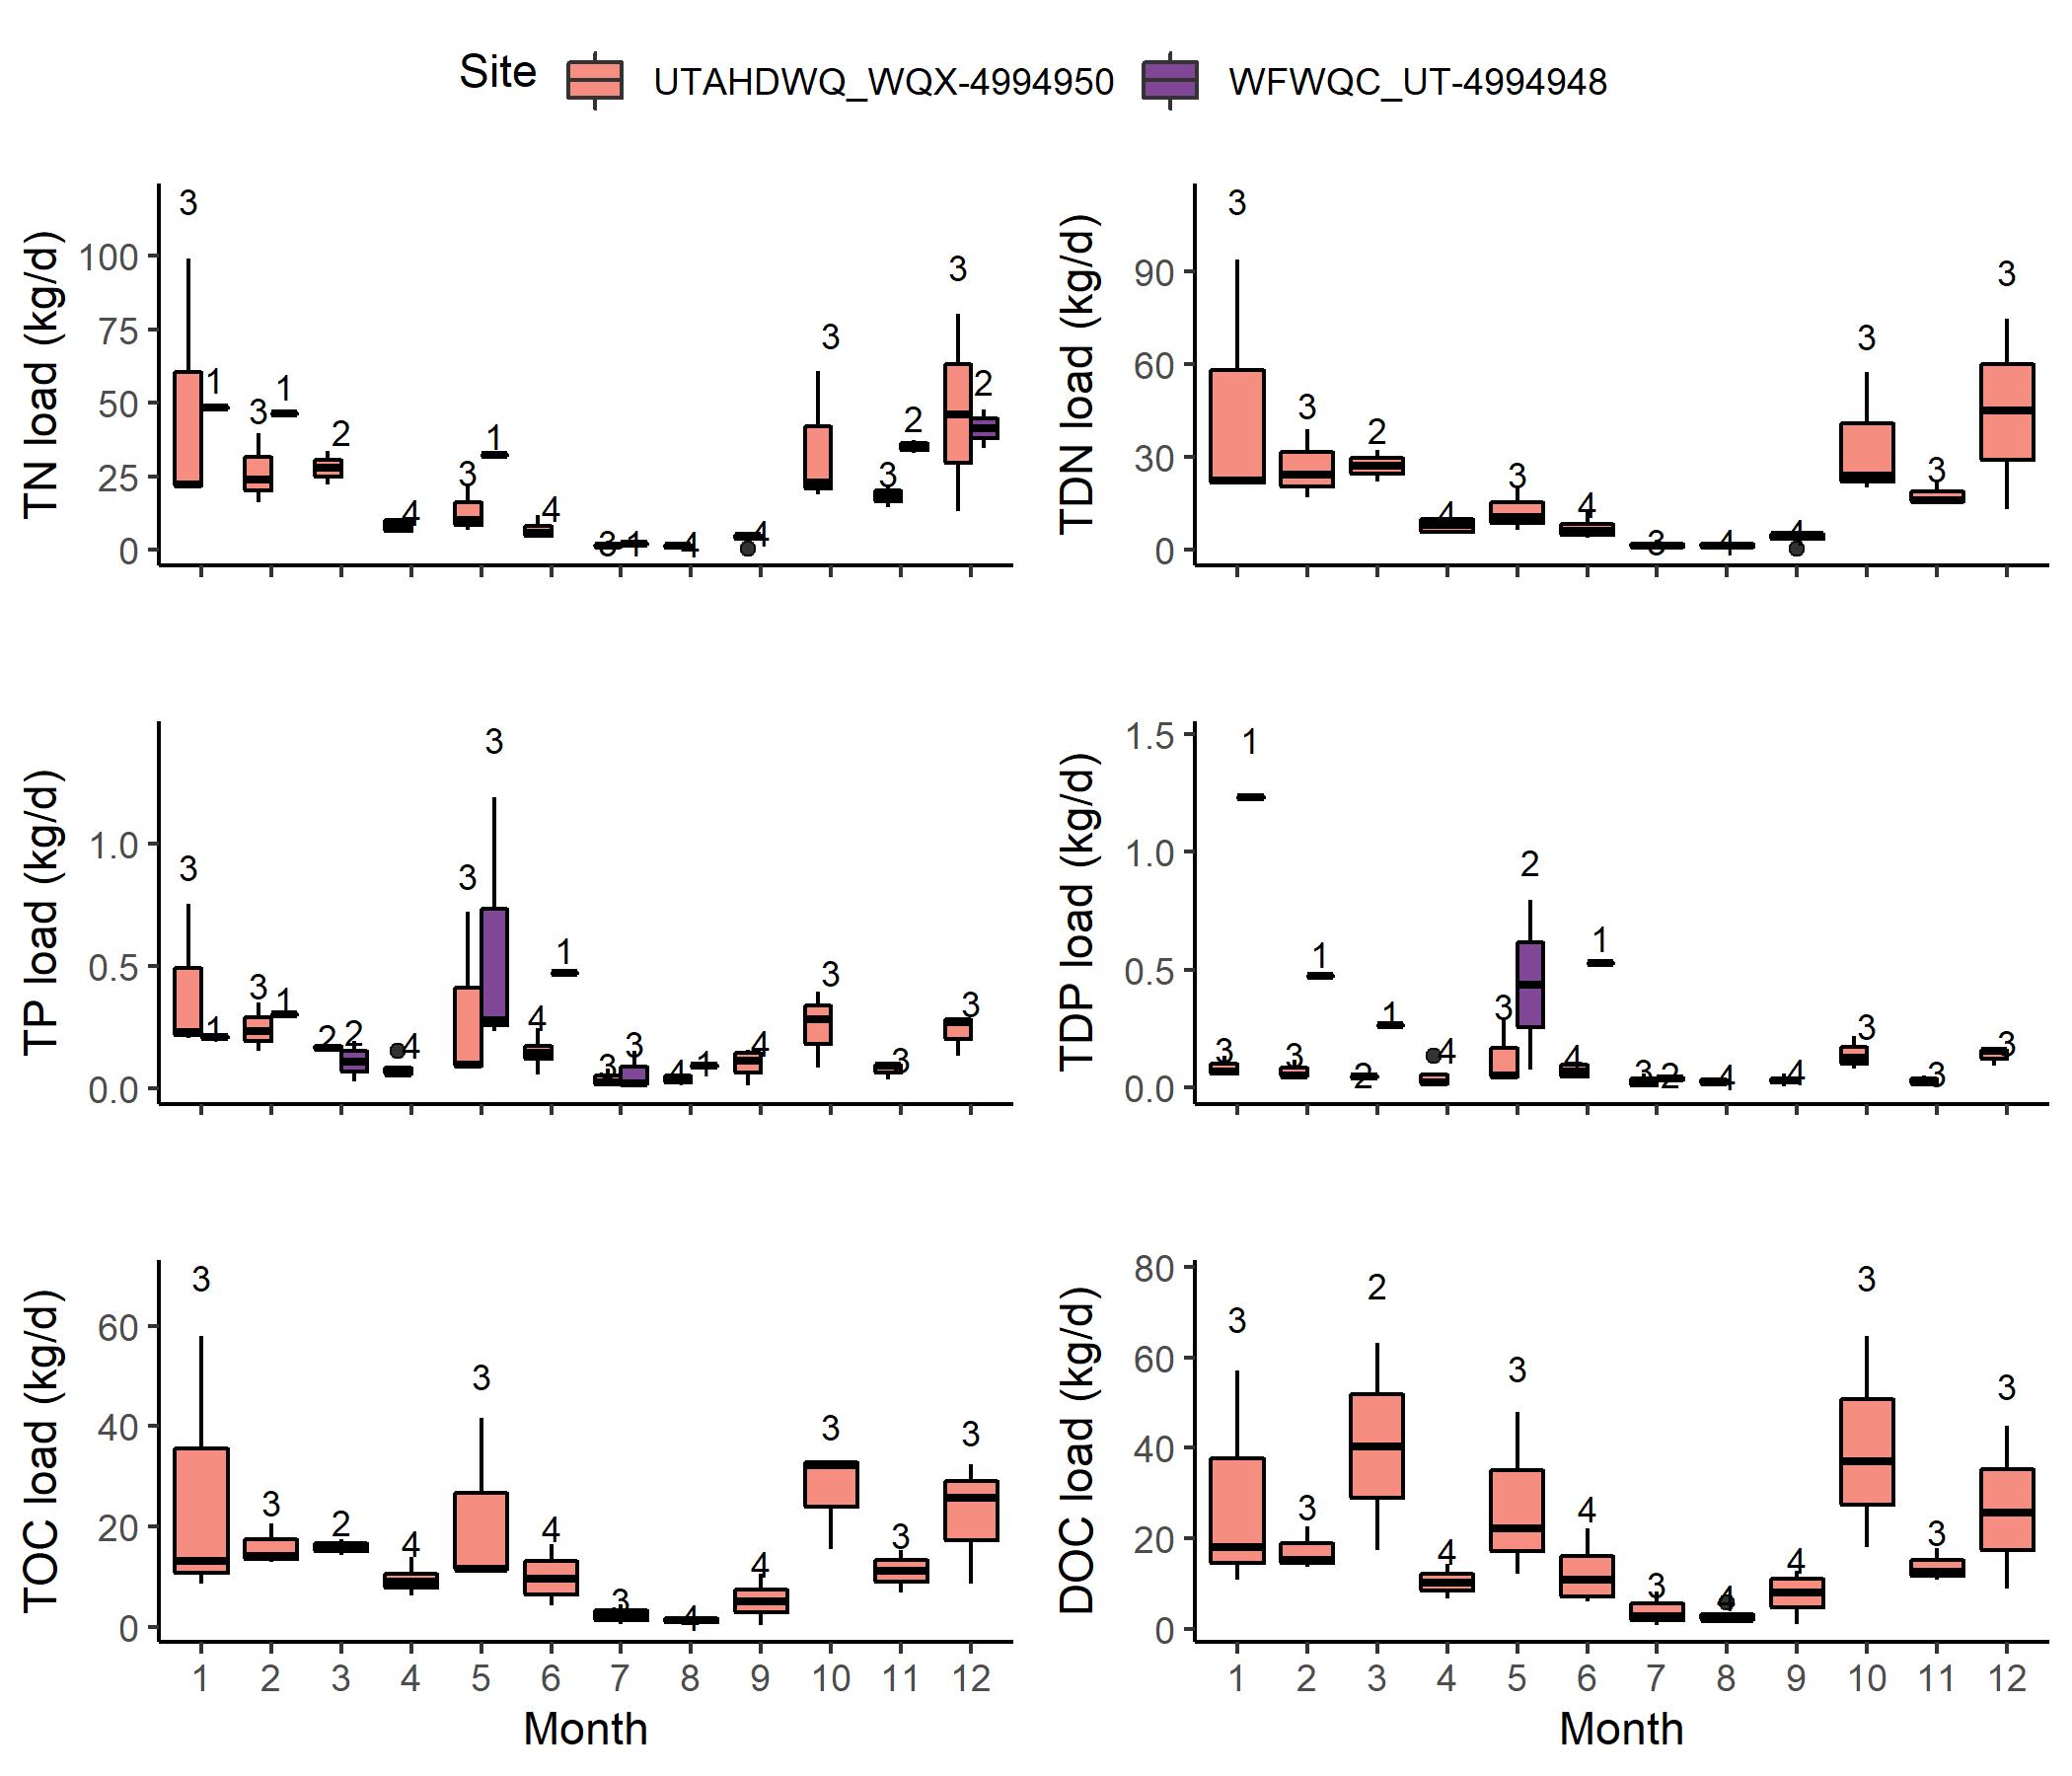 Site UTAHDWQ_WQX-4994950 WFWQC_UT-4994948
TN load (kg/d)
100
75
50
25
0
3 1 3 1 2 4 3 1 4 3 1 4 4 3 3 2 3 2
TDN load (kg/d)
90
60
30
0
3 3 2 4 3 4 3 4 4 3 3 3
TP load (kg/d)
1.0
0.5
0.0
3 1 3 1 2 2 4 3 3 4 1 3 3 4 1 4 3 3 3
TDP load (kg/d)
1.5
1.0
0.5
0.0
3 1 3 1 2 1 4 3 2 4 1 3 2 4 4 3 3 3
TOC load (kg/d)
60
40
20
0
3 3 2 4 3 4 3 4 4 3 3 3
1 2 3 4 5 6 7 8 9 10 11 12
Month
DOC load (kg/d)
80
60
40
20
0
3 3 2 4 3 4 3 4 4 3 3 3
1 2 3 4 5 6 7 8 9 10 11 12
Month